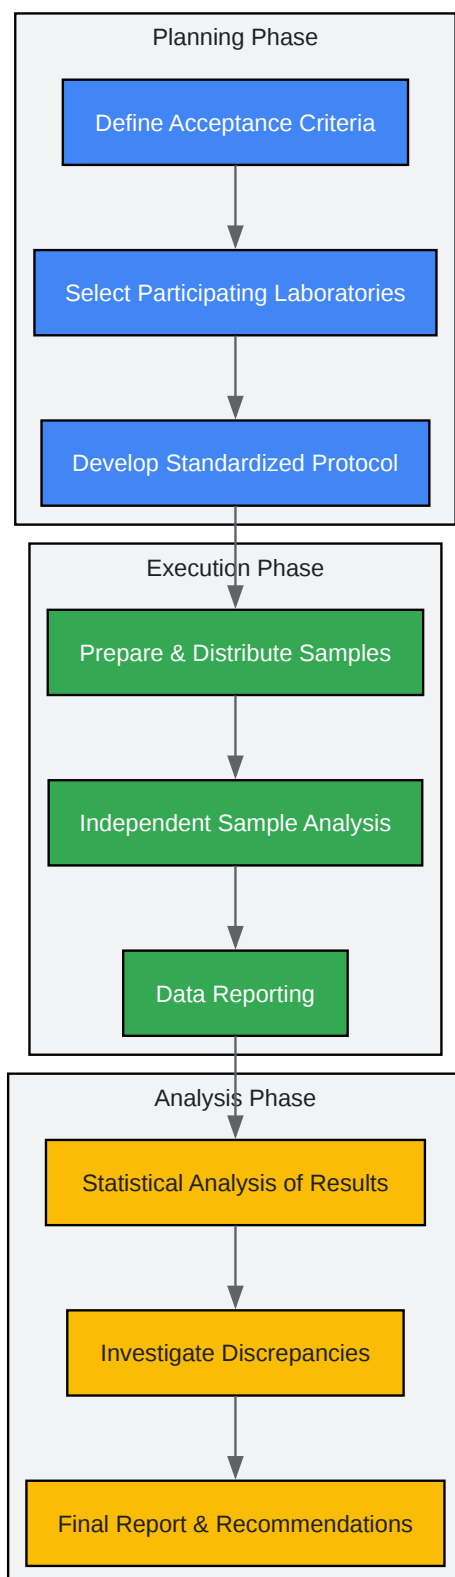 Planning Phase
Define Acceptance Criteria
Select Participating Laboratories
Develop Standardized Protocol
Execution Phase
Prepare & Distribute Samples
Independent Sample Analysis
Data Reporting
Analysis Phase
Statistical Analysis of Results
Investigate Discrepancies
Final Report & Recommendations